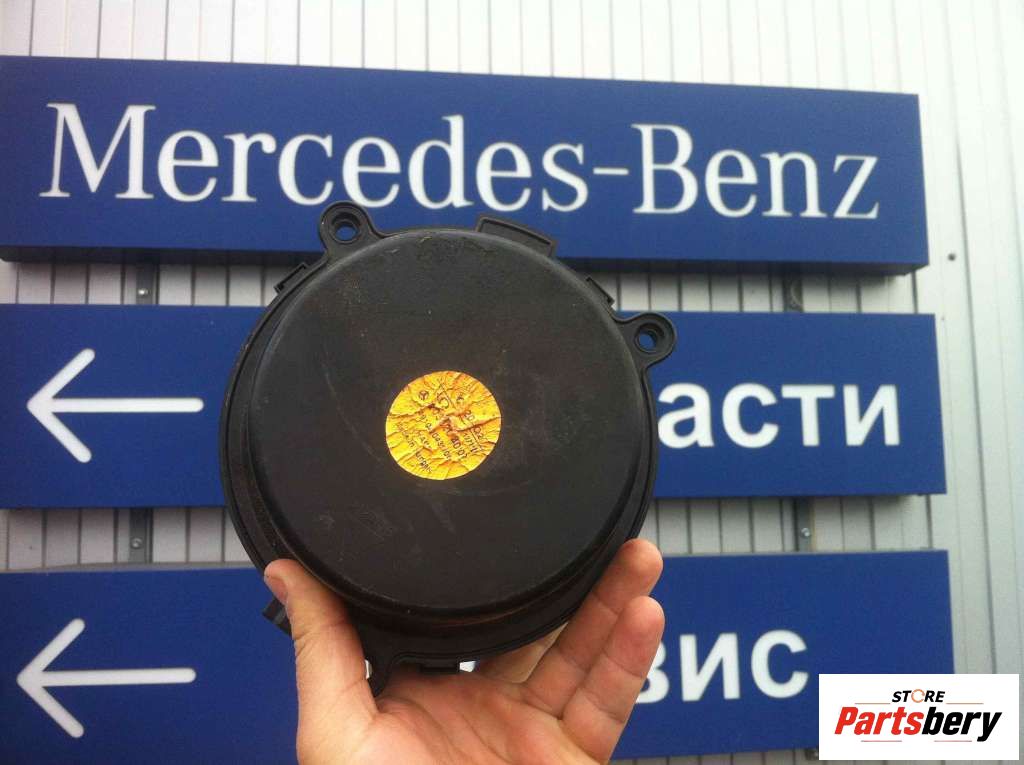 Mercedes-Benz
асти
вис
STORE
Partsbery